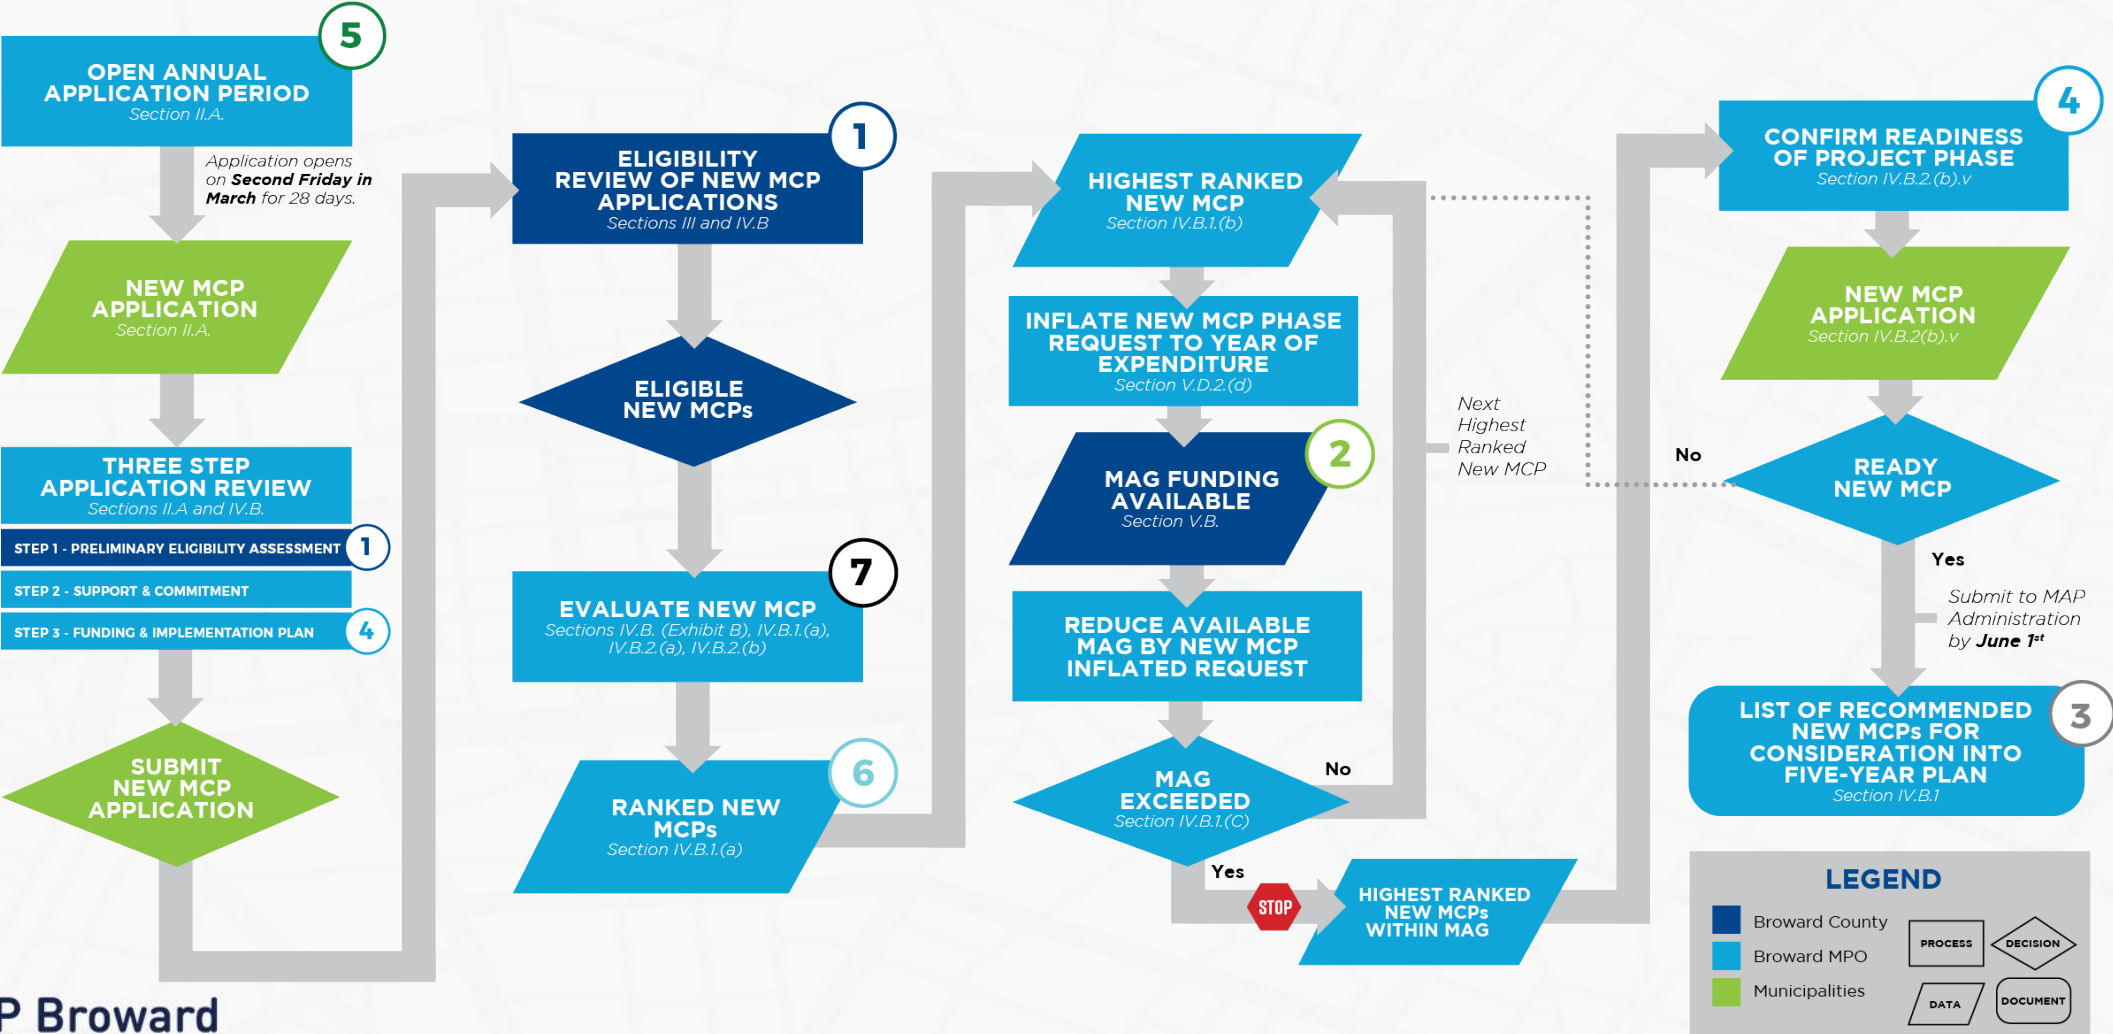 5
OPEN ANNUAL
APPLICATION PERIOD
Section II.A.
Application opens
on Second Friday in
March for 28 days.
NEW MCP
APPLICATION
Section II.A.
THREE STEP
APPLICATION REVIEW
Sections II.A and IV.B.
STEP 1 - PRELIMINARY ELIGIBILITY ASSESSMENT
1
STEP 2 - SUPPORT & COMMITMENT
STEP 3 - FUNDING & IMPLEMENTATION PLAN
4
SUBMIT
NEW MCP
APPLICATION
1
ELIGIBILITY
REVIEW OF NEW MCP
APPLICATIONS
Sections III and IV.B
ELIGIBLE
NEW MCPs
7
EVALUATE NEW MCP
Sections IV.B. (Exhibit B), IV.B.1.(a),
IV.B.2.(a), IV.B.2.(b)
6
RANKED NEW
MCPs
Section IV.B.1.(a)
HIGHEST RANKED
NEW MCP
Section IV.B.1.(b)
INFLATE NEW MCP PHASE
REQUEST TO YEAR OF
EXPENDITURE
Section V.D.2.(d)
2
MAG FUNDING
AVAILABLE
Section V.B.
REDUCE AVAILABLE
MAG BY NEW MCP
INFLATED REQUEST
MAG
EXCEEDED
Section IV.B.1.(C)
No
Next
Highest
Ranked
New MCP
Yes
STOP
HIGHEST RANKED
NEW MCPs
WITHIN MAG
4
CONFIRM READINESS
OF PROJECT PHASE
Section IV.B.2.(b).v
NEW MCP
APPLICATION
Section IV.B.2(b).v
No
READY
NEW MCP
Yes
Submit to MAP
Administration
by June 1st
3
LIST OF RECOMMENDED
NEW MCPs FOR
CONSIDERATION INTO
FIVE-YEAR PLAN
Section IV.B.1
LEGEND
Broward County
Broward MPO
Municipalities
PROCESS
DECISION
DATA
DOCUMENT
P Broward